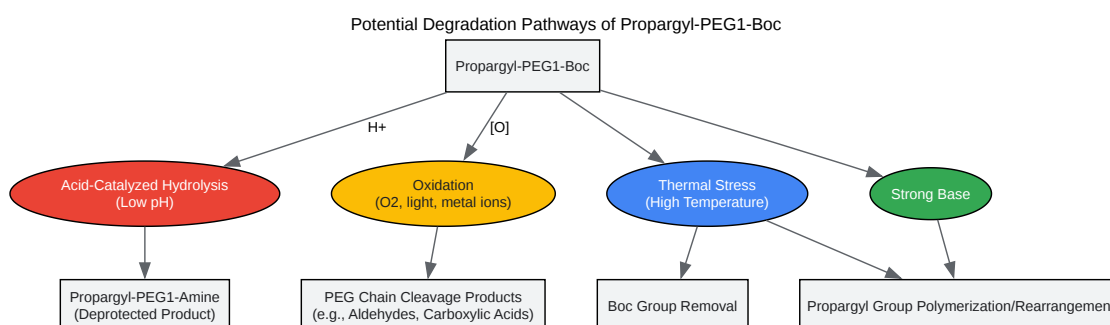 Potential Degradation Pathways of Propargyl-PEG1-Boc
Propargyl-PEG1-Boc
H+
[O]
Acid-Catalyzed Hydrolysis
(Low pH)
Oxidation
(O2, light, metal ions)
Thermal Stress
(High Temperature)
Strong Base
Propargyl-PEG1-Amine
(Deprotected Product)
PEG Chain Cleavage Products
(e.g., Aldehydes, Carboxylic Acids)
Boc Group Removal
Propargyl Group Polymerization/Rearrangement